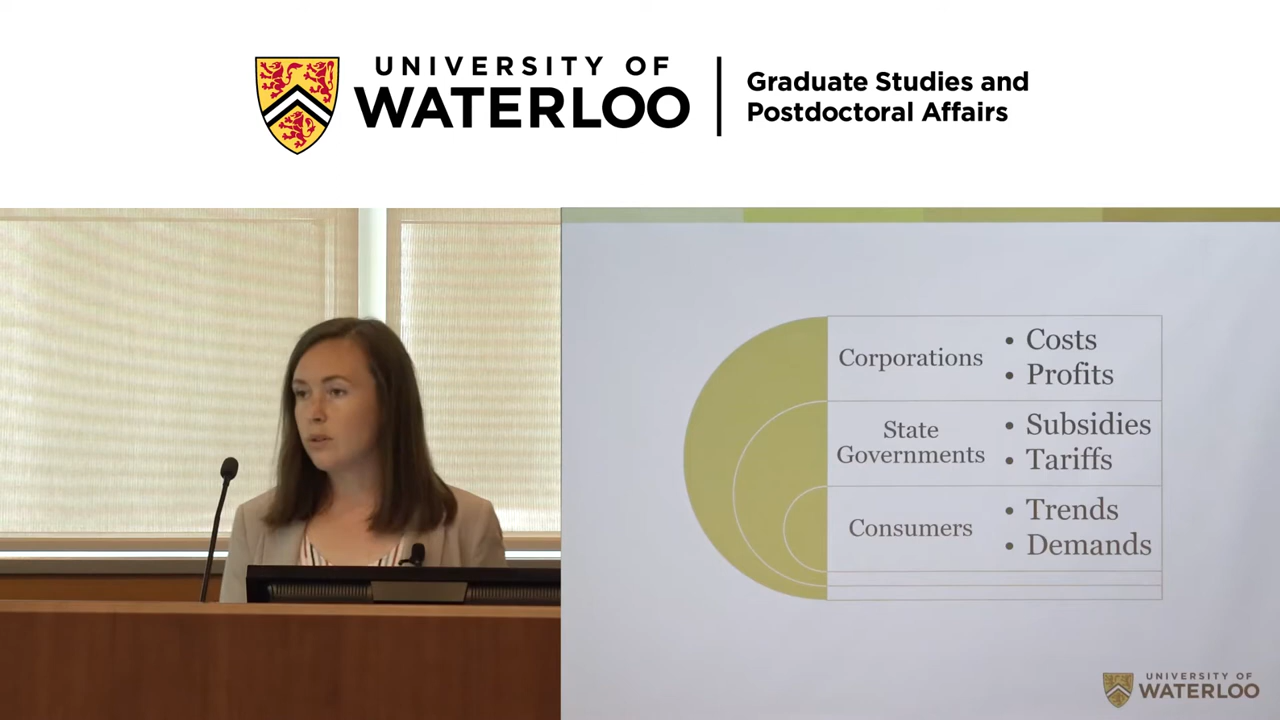 UNIVERSITY OF
WATERLOO
Graduate Studies and
Postdoctoral Affairs
Corporations
• Costs
• Profits
State
Governments
• Subsidies
• Tariffs
Consumers
• Trends
• Demands
UNIVERSITY OF
WATERLOO